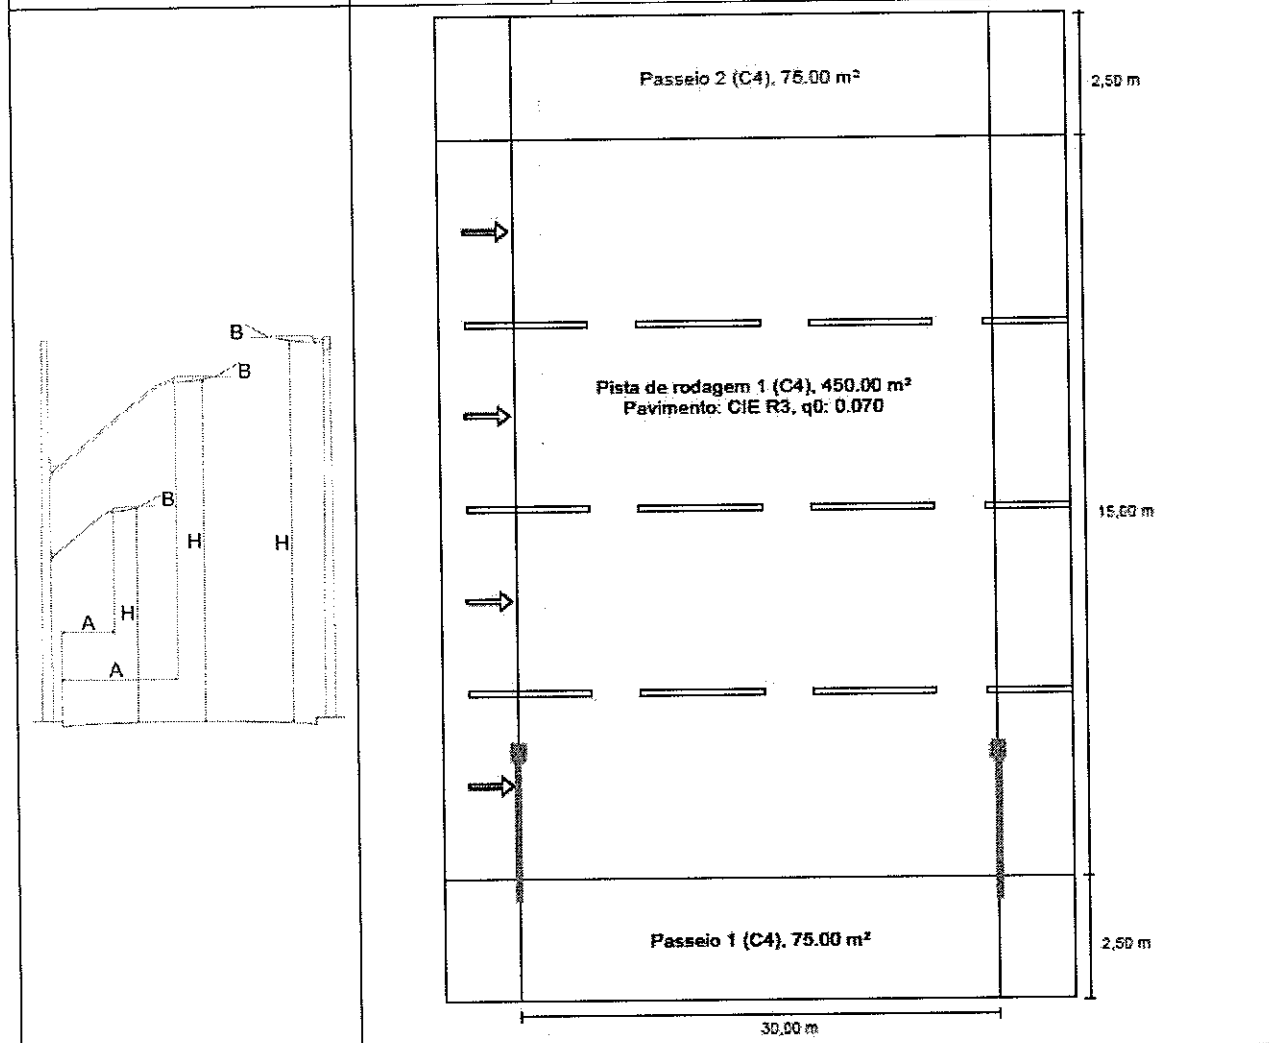 B
B
B
H
H
A
H
A
Passeio 2 (C4), 75.00 m²
2,50 m
Pista de rodagem 1 (C4), 450.00 m²
Pavimento: CIE R3, q0: 0.070
15,00 m
Passeio 1 (C4), 75.00 m²
2,50 m
30,00 m